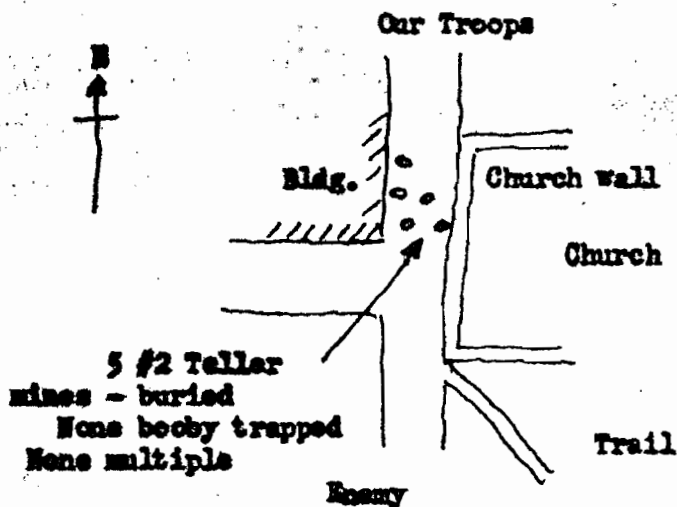 Our Troops
N
Bldg.
Church wall
Church
5 #2 Teller
mines - buried
None booby trapped
None multiple
Trail
Enemy